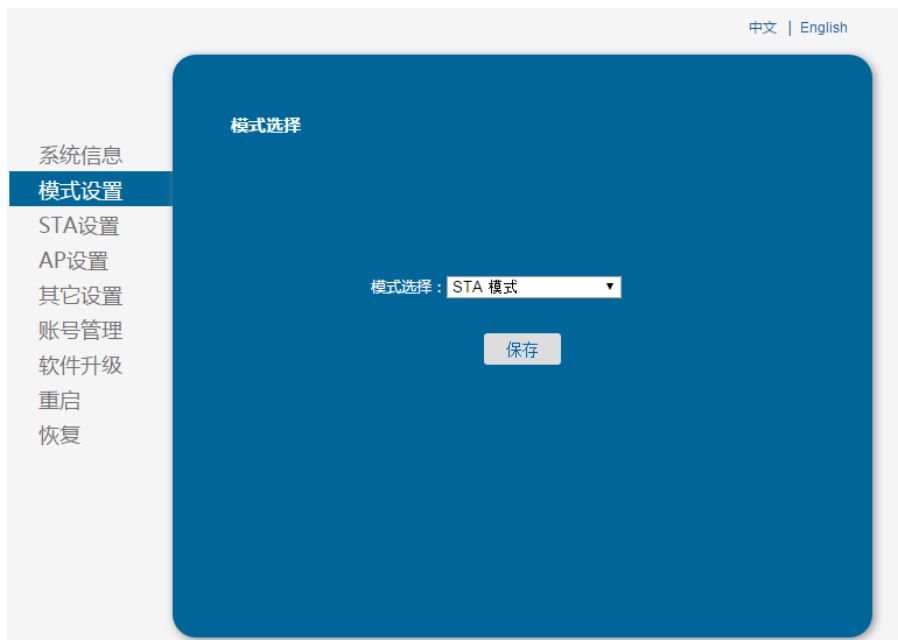 中文 | English
模式选择
系统信息
模式设置
STA设置
AP设置
其它设置
账号管理
软件升级
重启
恢复
模式选择：STA 模式
保存